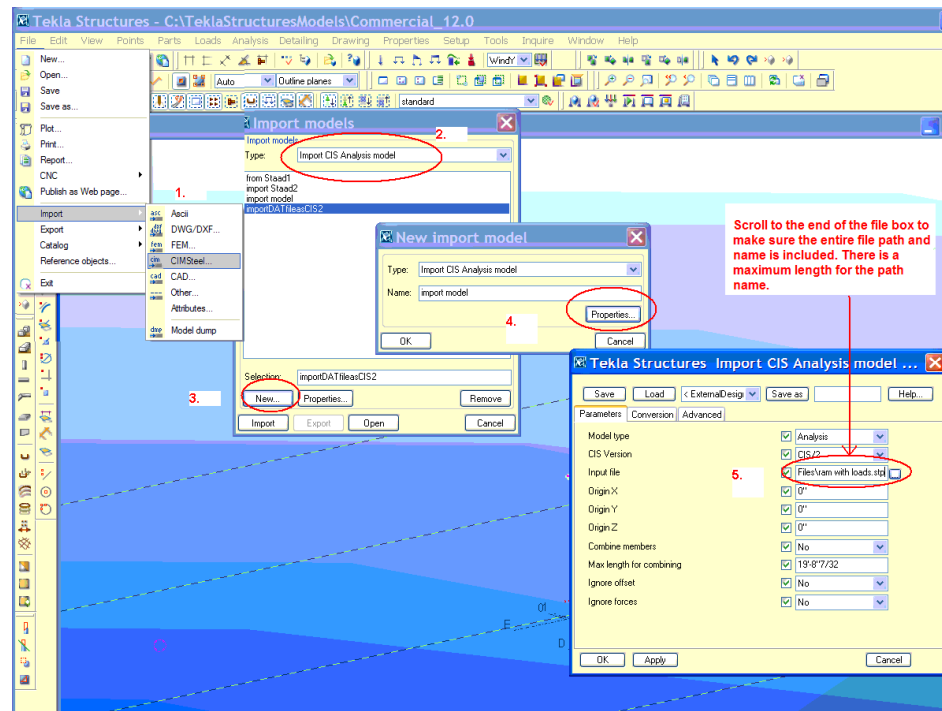 Tekla Structures - C:\TeklaStructuresModels\Commercial_12.0
File Edit View Points Parts Loads Analysis Detailing Drawing Properties Setup Tools Inquire Window Help
WindY
Auto
Outline planes
standard
New...
Open...
Save
Save as...
Plot...
Print...
Report...
CNC
Publish as Web page...
Import
Export
Catalog
Reference objects...
Exit
1.
asc Ascii
DWG/DXF...
fem FEM...
cim CIMSteel...
cad CAD...
Other...
Attributes...
dmp Model dump
Import models
2.
Import models
Type: Import CIS Analysis model
from Staad1
import Staad2
import model
importDATfileasCIS2
Selection: importDATfileasCIS2
3.
New... Properties... Remove
Import Export Open Cancel
New import model
Type: Import CIS Analysis model
Name: import model
Properties...
4.
OK Cancel
Scroll to the end of the file box to
make sure the entire file path and
name is included. There is a
maximum length for the path
name.
Tekla Structures Import CIS Analysis model ...
Save Load < ExternalDesig Save as Help...
Parameters Conversion Advanced
Model type Analysis
CIS Version CIS/2
Input file Files\ram with loads.stp ...
5.
Origin X 0"
Origin Y 0"
Origin Z 0"
Combine members No
Max length for combining 19'-8"7/32
Ignore offset No
Ignore forces No
OK Apply Cancel
01
E
D